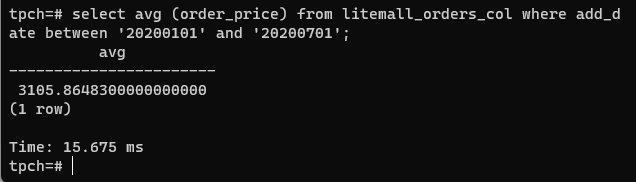 tpch=# select avg (order_price) from litemall_orders_col where add_d
ate between '20200101' and '20200701';
avg
-----------------------
3105.8648300000000000
(1 row)
Time: 15.675 ms
tpch=#